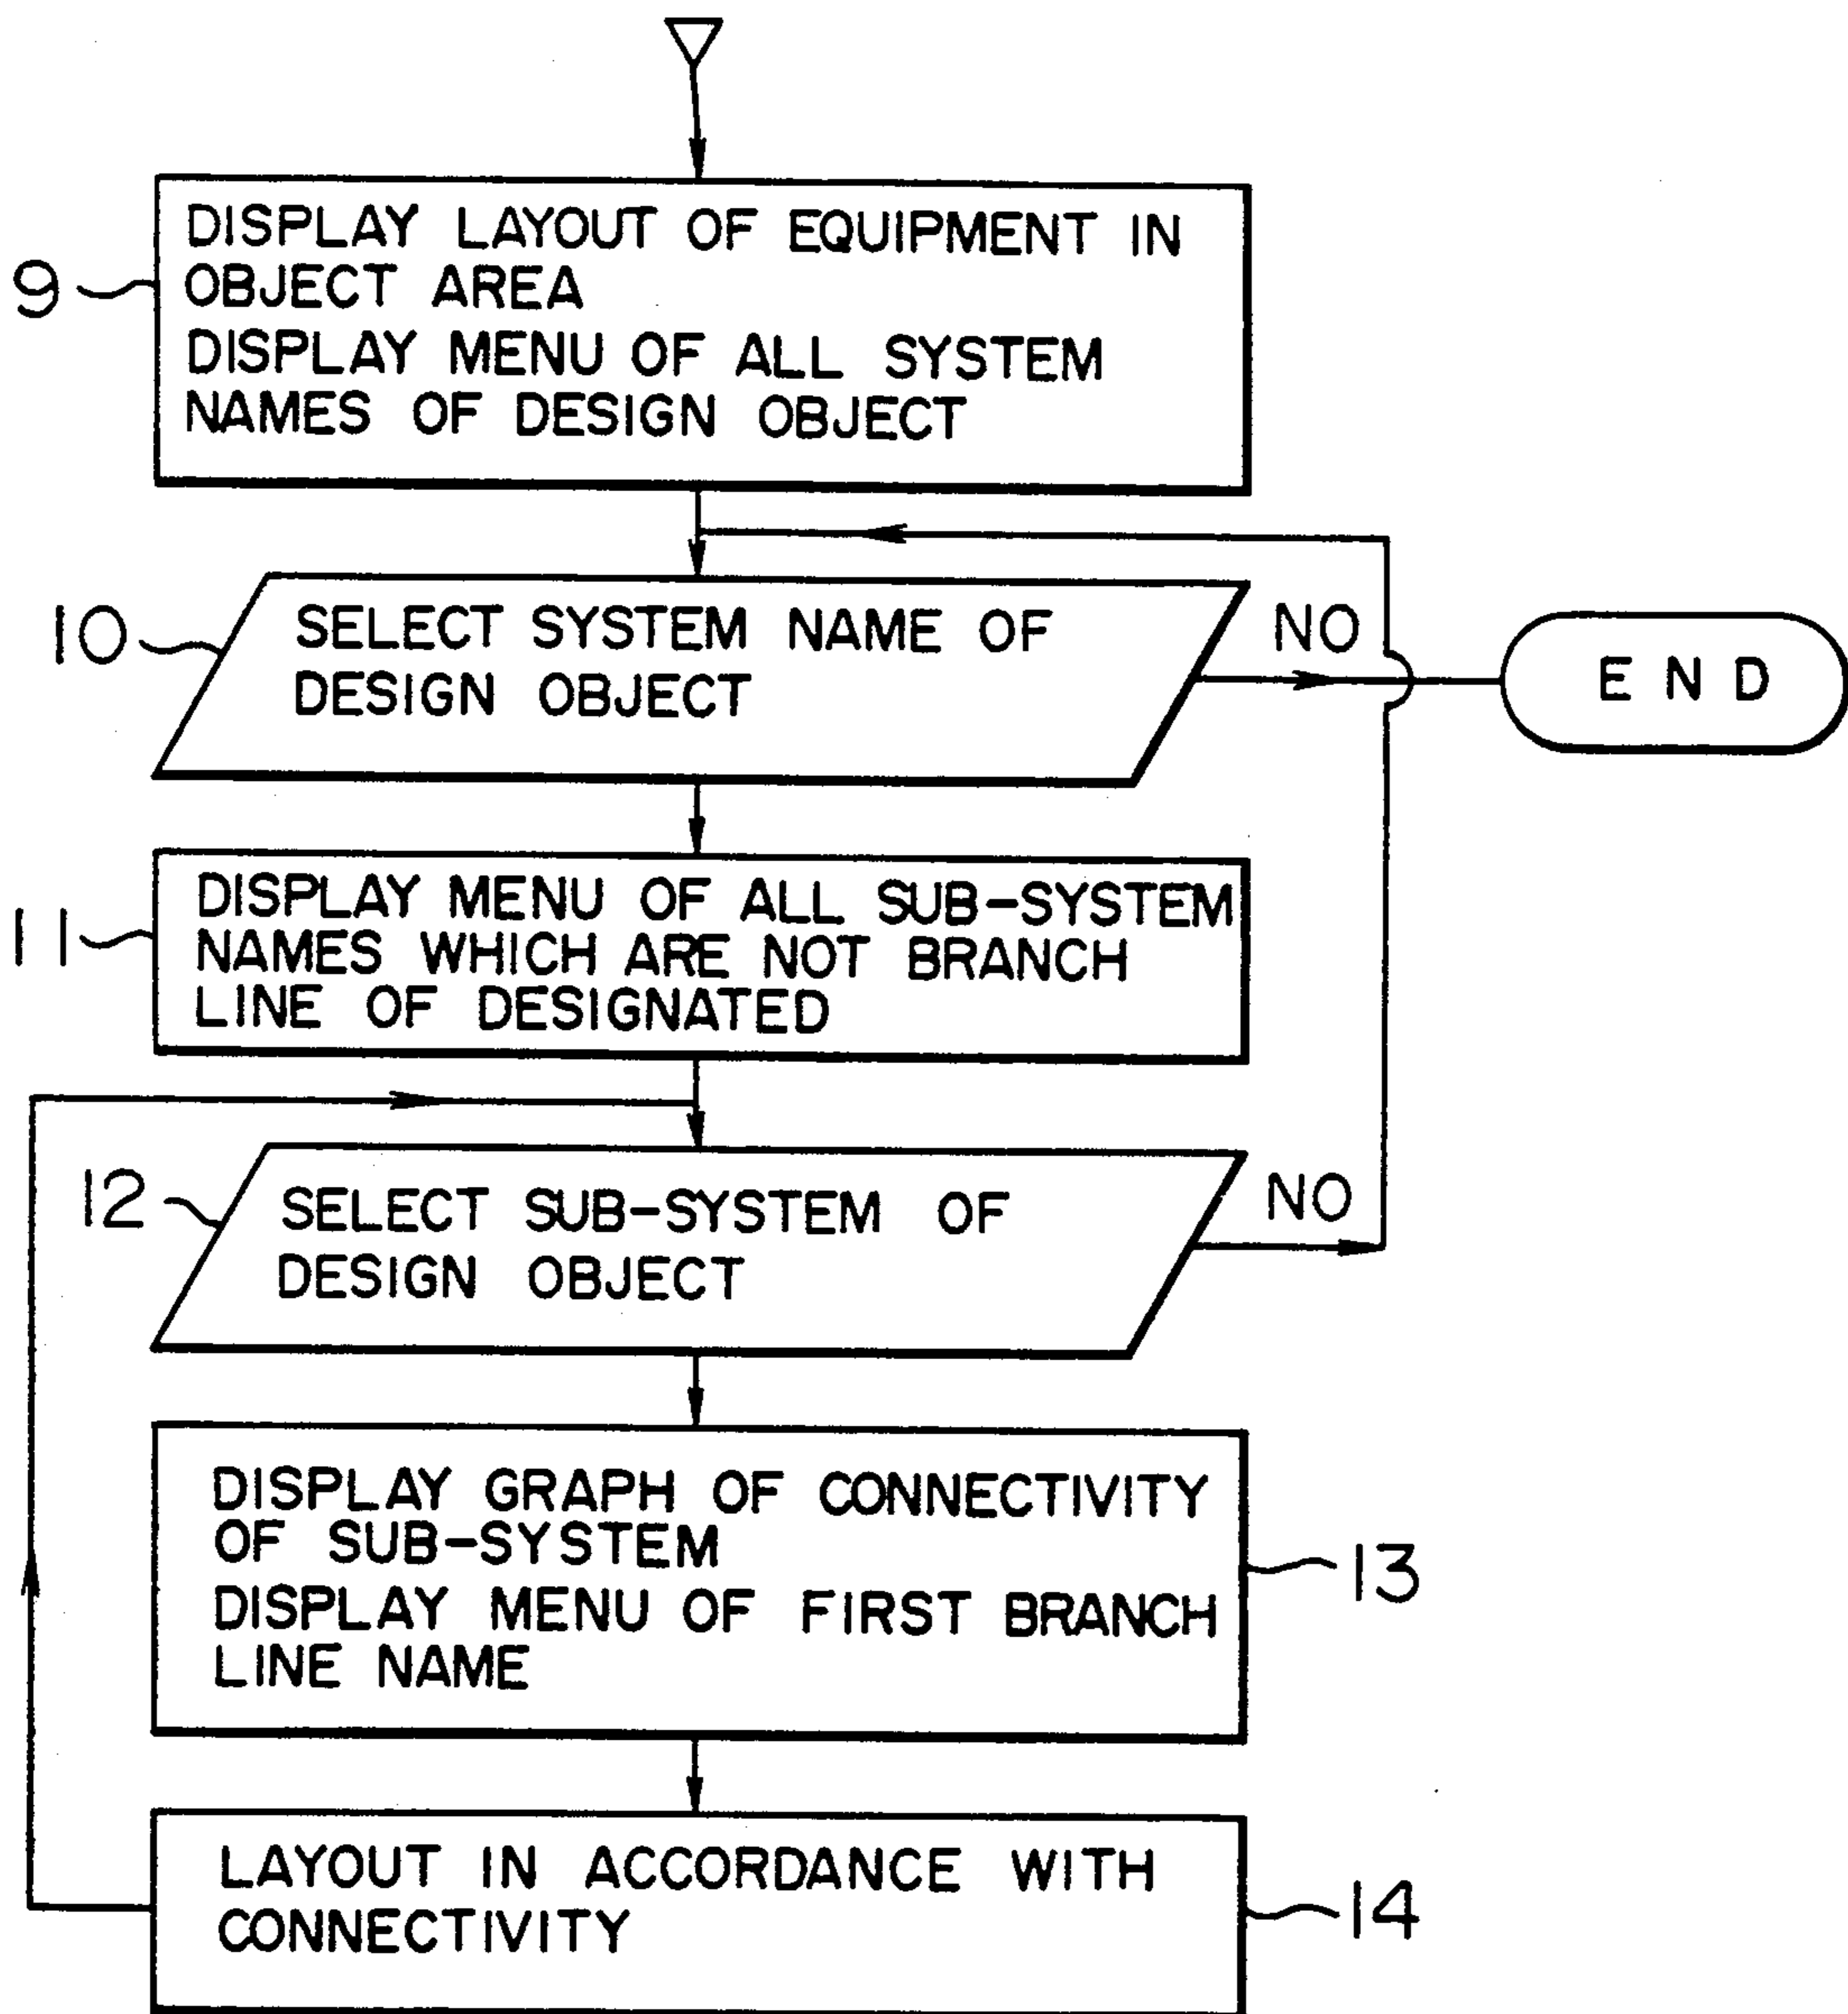 DISPLAY LAYOUT OF EQUIPMENT IN
OBJECT AREA
DISPLAY MENU OF ALL SYSTEM
NAMES OF DESIGN OBJECT
9
SELECT SYSTEM NAME OF
DESIGN OBJECT
10
NO
END
DISPLAY MENU OF ALL SUB-SYSTEM
NAMES WHICH ARE NOT BRANCH
LINE OF DESIGNATED
11
SELECT SUB-SYSTEM OF
DESIGN OBJECT
12
NO
DISPLAY GRAPH OF CONNECTIVITY
OF SUB-SYSTEM
DISPLAY MENU OF FIRST BRANCH
LINE NAME
13
LAYOUT IN ACCORDANCE WITH
CONNECTIVITY
14